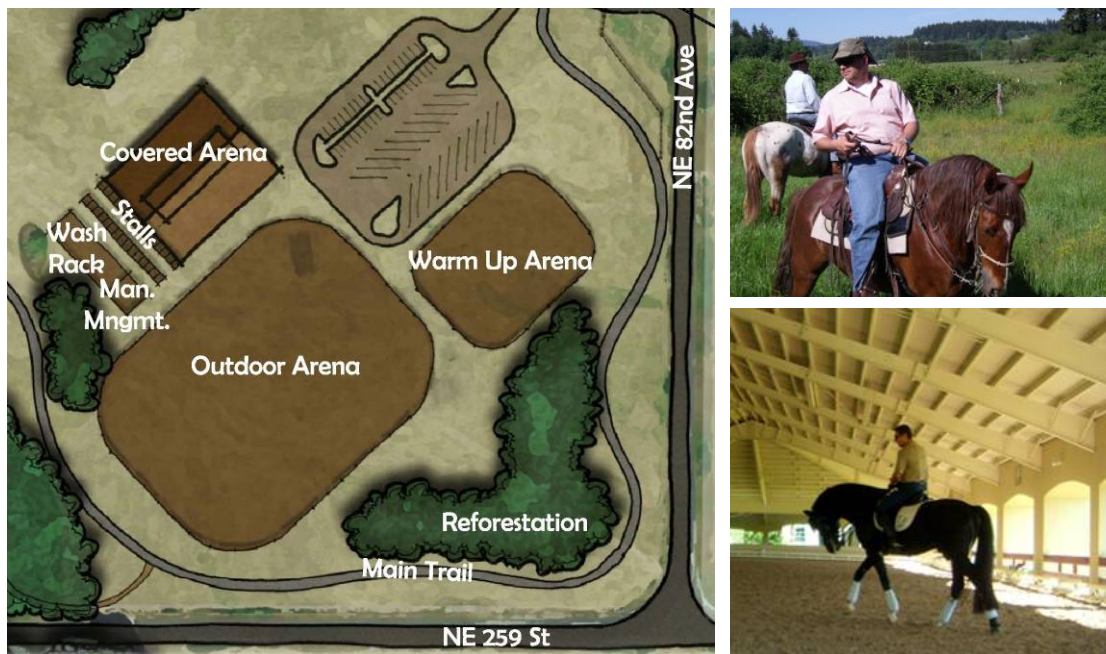 NE 82nd Ave
Covered Arena
Stalls
Wash
Rack
Man.
Mngmt.
Warm Up Arena
Outdoor Arena
Reforestation
Main Trail
NE 259 St